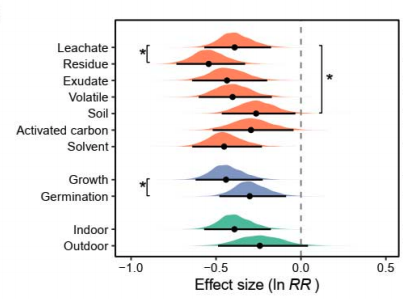 Leachate
Residue
Exudate
Volatile
Soil
Activated carbon
Solvent
Growth
Germination
Indoor
Outdoor
*
*
*
−1.0 −0.5 0.0 0.5
Effect size (ln RR )